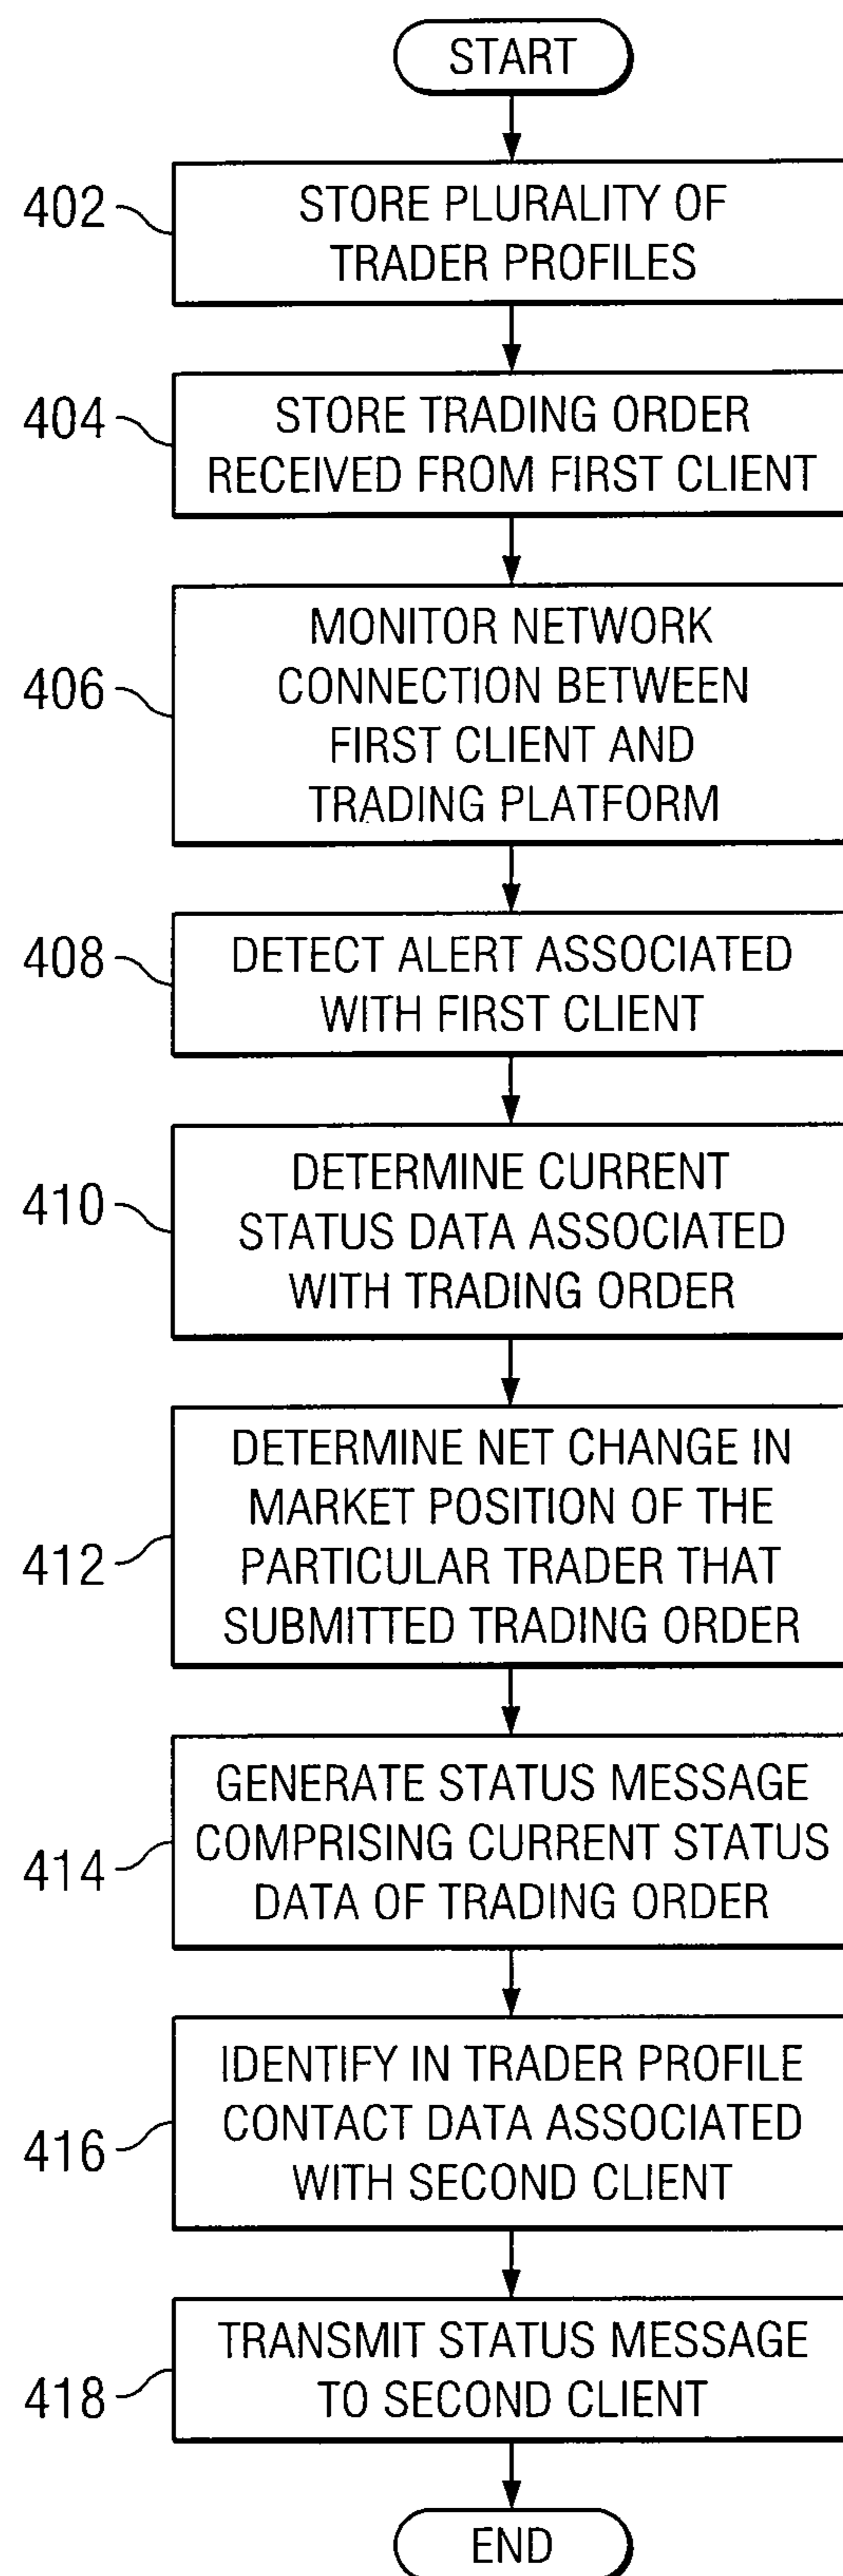 START
402
STORE PLURALITY OF
TRADER PROFILES
404
STORE TRADING ORDER
RECEIVED FROM FIRST CLIENT
406
MONITOR NETWORK
CONNECTION BETWEEN
FIRST CLIENT AND
TRADING PLATFORM
408
DETECT ALERT ASSOCIATED
WITH FIRST CLIENT
410
DETERMINE CURRENT
STATUS DATA ASSOCIATED
WITH TRADING ORDER
412
DETERMINE NET CHANGE IN
MARKET POSITION OF THE
PARTICULAR TRADER THAT
SUBMITTED TRADING ORDER
414
GENERATE STATUS MESSAGE
COMPRISING CURRENT STATUS
DATA OF TRADING ORDER
416
IDENTIFY IN TRADER PROFILE
CONTACT DATA ASSOCIATED
WITH SECOND CLIENT
418
TRANSMIT STATUS MESSAGE
TO SECOND CLIENT
END